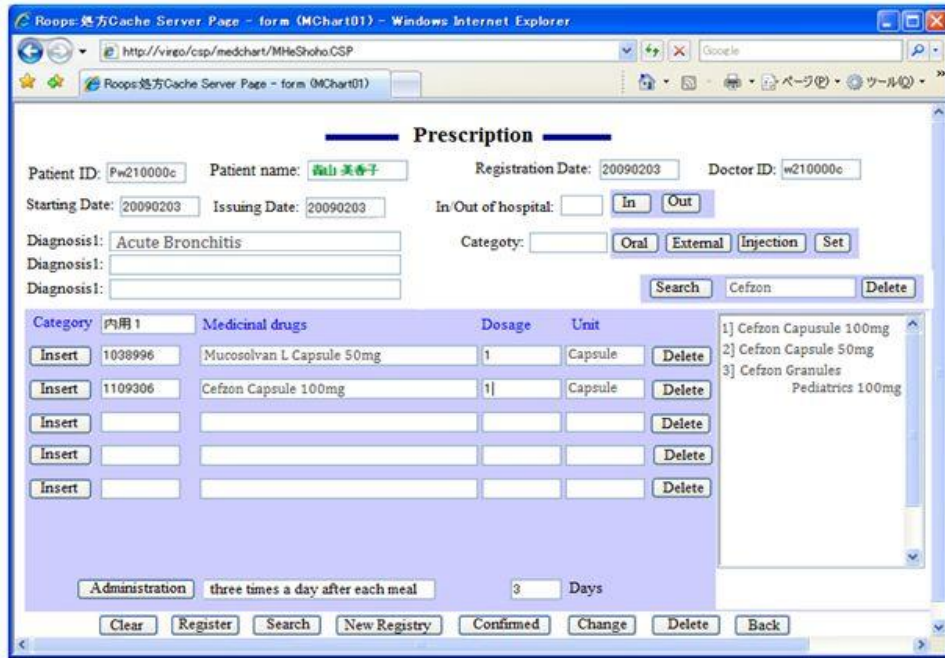 Roops:処方Cache Server Page - form (MChart01) - Windows Internet Explorer
http://virgo/csp/medchart/MHeShoho.CSP
Google
Roops:処方Cache Server Page - form (MChart01)
ページ(P) ツール(O)
Prescription
Patient ID: Pw210000c Patient name: 青山 美香子 Registration Date: 20090203 Doctor ID: w210000c
Starting Date: 20090203 Issuing Date: 20090203 In/Out of hospital: In Out
Diagnosis1: Acute Bronchitis Categoty: Oral External Injection Set
Diagnosis1:
Diagnosis1: Search Cefzon Delete
Category 内用1 Medicinal drugs Dosage Unit
Insert 1038996 Mucosolvan L Capsule 50mg 1 Capsule Delete
Insert 1109306 Cefzon Capsule 100mg 1 Capsule Delete
Insert Delete
Insert Delete
Insert Delete
1] Cefzon Capusule 100mg
2] Cefzon Capsule 50mg
3] Cefzon Granules
Pediatrics 100mg
Administration three times a day after each meal 3 Days
Clear Register Search New Registry Confirmed Change Delete Back